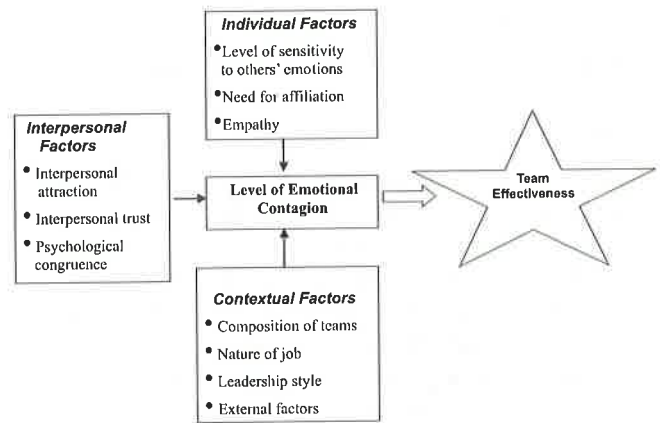 Individual Factors
• Level of sensitivity
to others' emotions
• Need for affiliation
• Empathy
Interpersonal
Factors
• Interpersonal
attraction
• Interpersonal trust
• Psychological
congruence
Level of Emotional
Contagion
Team
Effectiveness
Contextual Factors
• Composition of teams
• Nature of job
• Leadership style
• External factors